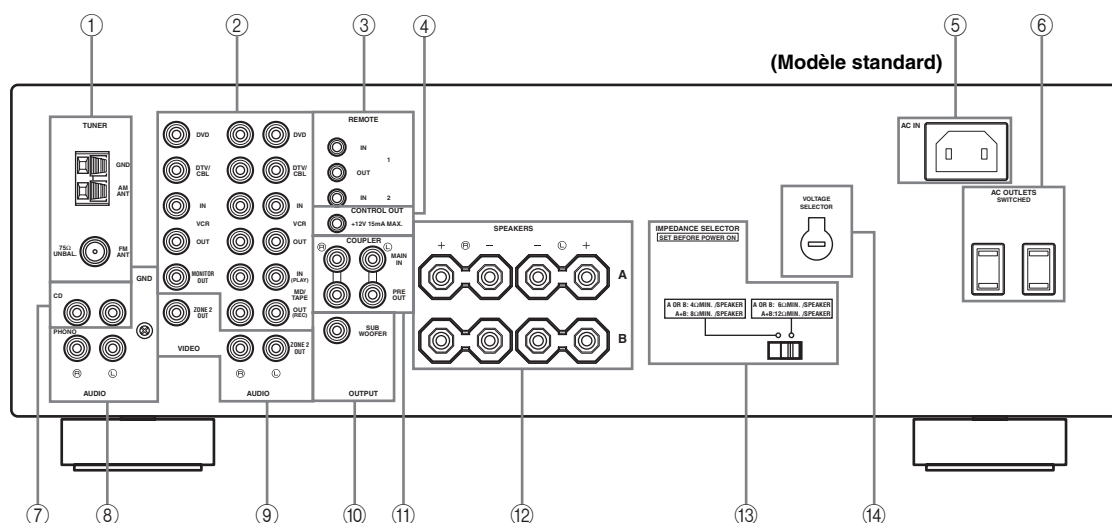 ① ② ③ ④ ⑤ ⑥
(Modèle standard)
TUNER
GND
AM
ANT
75Ω
UNBAL.
FM
ANT
GND
CD
PHONO
Ⓡ Ⓛ
AUDIO
DVD
DTV/
CBL
IN
VCR
OUT
MONITOR
OUT
ZONE 2
OUT
VIDEO
DVD
DTV/
CBL
IN
VCR
OUT
IN
(PLAY)
MD/
TAPE
OUT
(REC)
ZONE 2
OUT
Ⓡ Ⓛ
AUDIO
REMOTE
IN
1
OUT
IN 2
CONTROL OUT
+12V 15mA MAX.
COUPLER
Ⓡ Ⓛ
MAIN
IN
PRE
OUT
SUB
WOOFER
OUTPUT
SPEAKERS
+ Ⓡ – – Ⓛ +
A
B
IMPEDANCE SELECTOR
SET BEFORE POWER ON
A OR B: 4ΩMIN. /SPEAKER
A+B: 8ΩMIN. /SPEAKER
A OR B: 6ΩMIN. /SPEAKER
A+B:12ΩMIN. /SPEAKER
VOLTAGE
SELECTOR
AC IN
AC OUTLETS
SWITCHED
⑦ ⑧ ⑨ ⑩ ⑪ ⑫ ⑬ ⑭